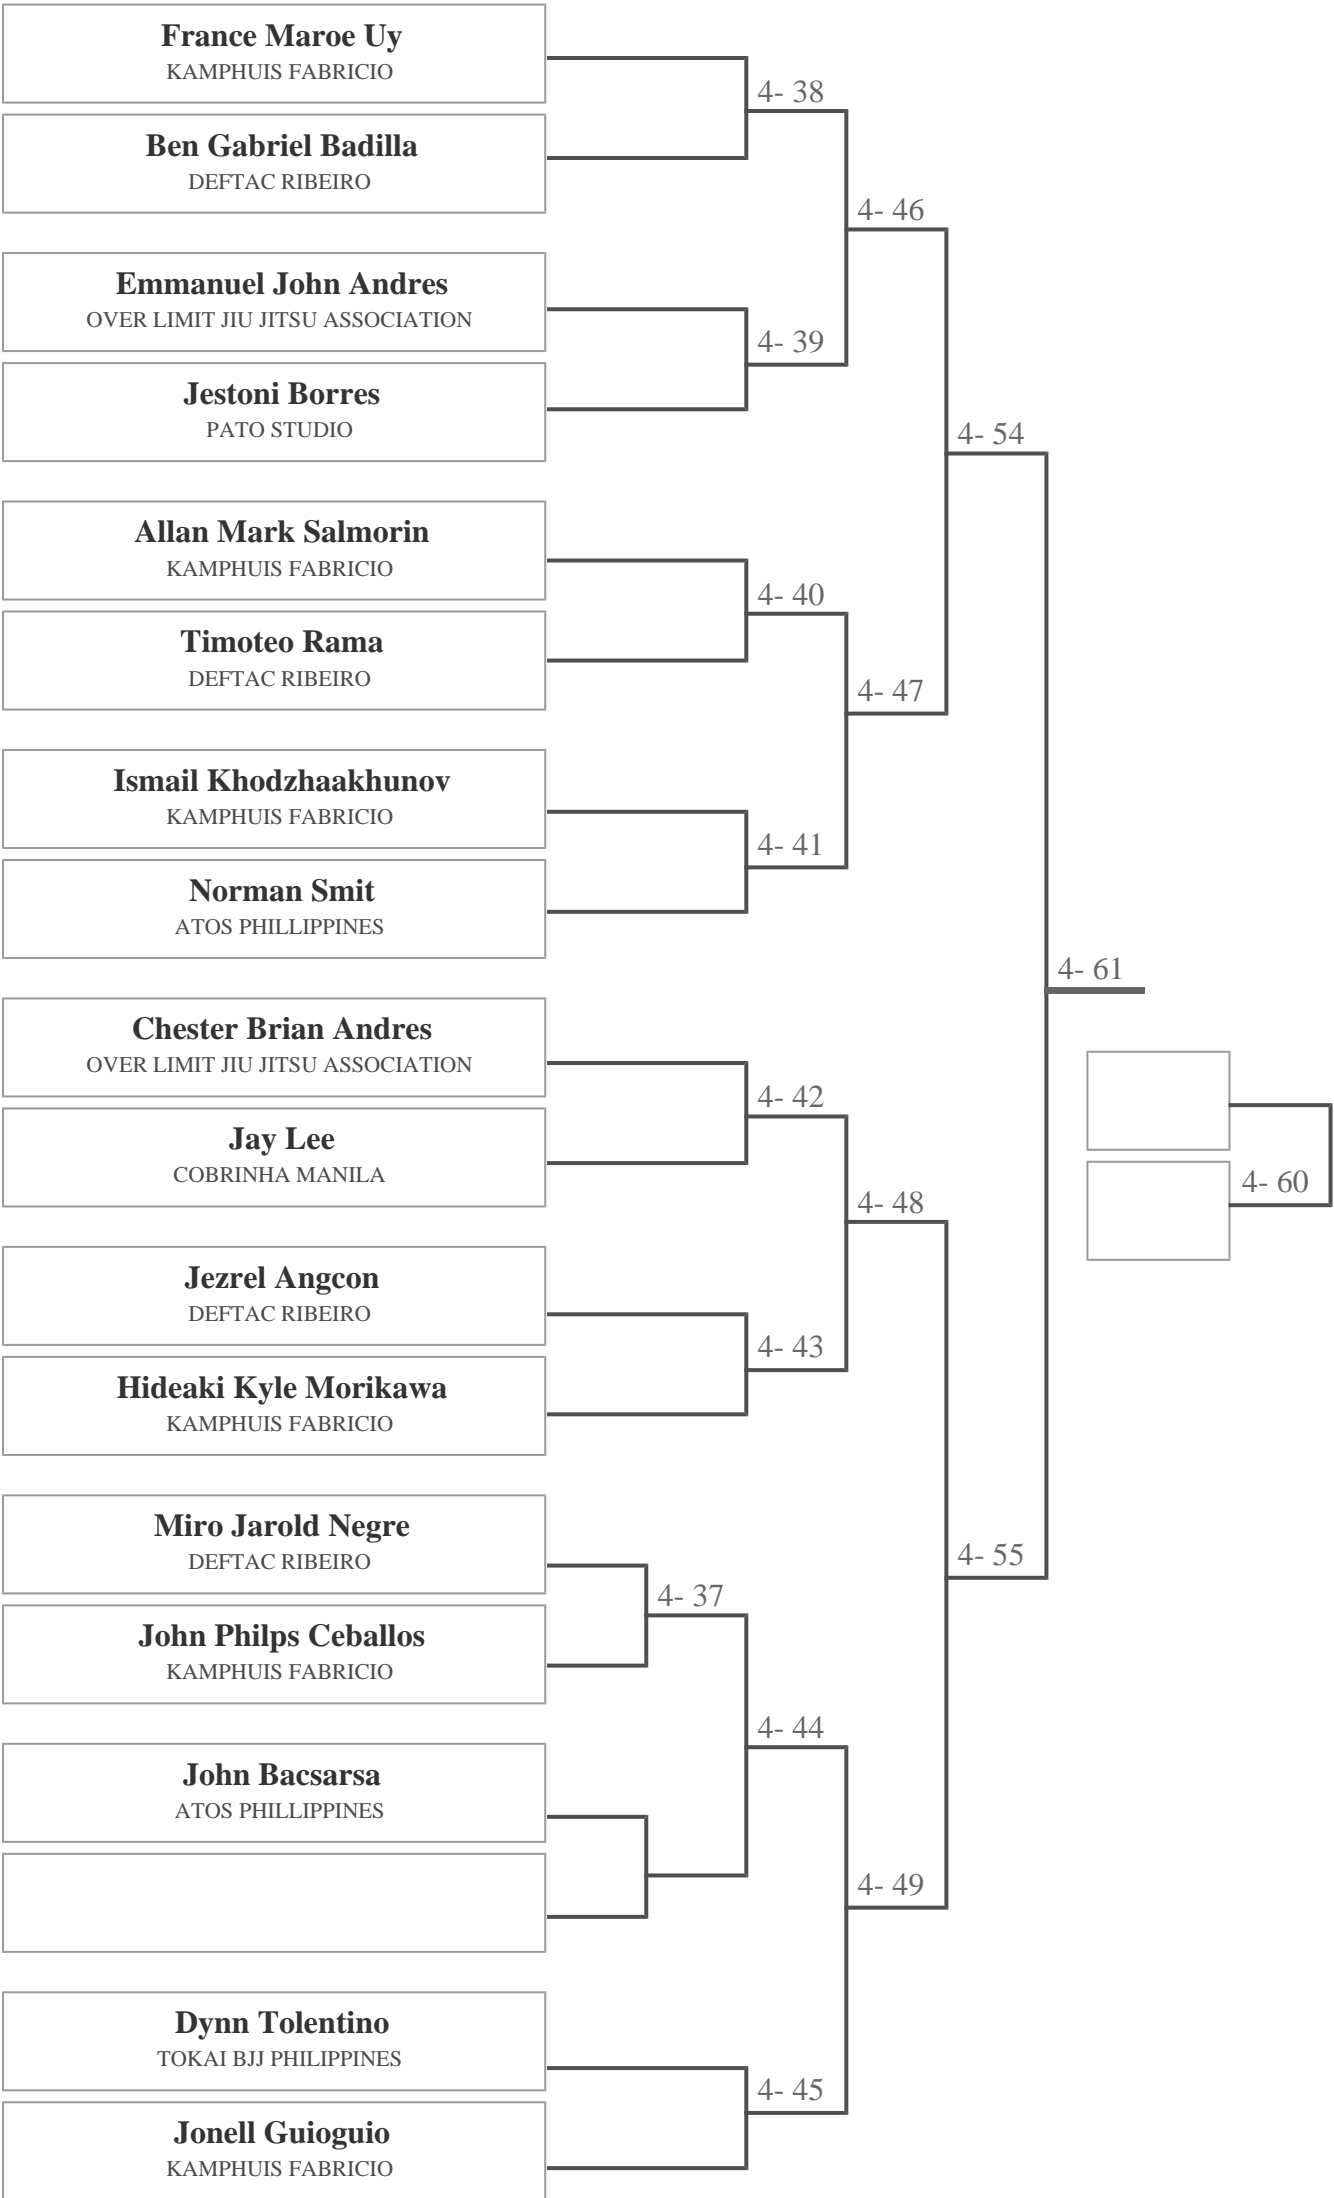 France Maroe Uy
KAMPHUIS FABRICIO
4- 38
Ben Gabriel Badilla
DEFTAC RIBEIRO
4- 46
Emmanuel John Andres
OVER LIMIT JIU JITSU ASSOCIATION
4- 39
Jestoni Borres
PATO STUDIO
4- 54
Allan Mark Salmorin
KAMPHUIS FABRICIO
4- 40
Timoteo Rama
DEFTAC RIBEIRO
4- 47
Ismail Khodzhaakhunov
KAMPHUIS FABRICIO
4- 41
Norman Smit
ATOS PHILLIPPINES
4- 61
Chester Brian Andres
OVER LIMIT JIU JITSU ASSOCIATION
4- 42
Jay Lee
COBRINHA MANILA
4- 60
4- 48
Jezrel Angcon
DEFTAC RIBEIRO
4- 43
Hideaki Kyle Morikawa
KAMPHUIS FABRICIO
Miro Jarold Negre
DEFTAC RIBEIRO
4- 55
4- 37
John Philps Ceballos
KAMPHUIS FABRICIO
4- 44
John Bacsarsa
ATOS PHILLIPPINES
4- 49
Dynn Tolentino
TOKAI BJJ PHILIPPINES
4- 45
Jonell Guioguio
KAMPHUIS FABRICIO